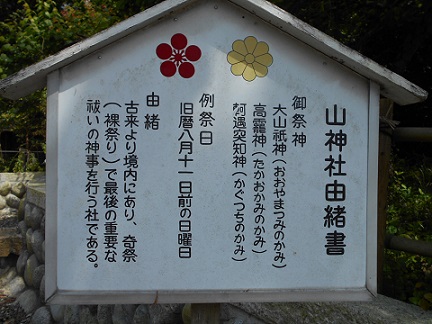 山神社由緒書
御祭神
大山祇神(おおやまつみのかみ)
高龗神(たかおかみのかみ)
訶遇突知神(かぐつちのかみ)
例祭日
旧暦八月十一日前の日曜日
由緒
古来より境内にあり、奇祭
(裸祭り)で最後の重要な
祓いの神事を行う社である。